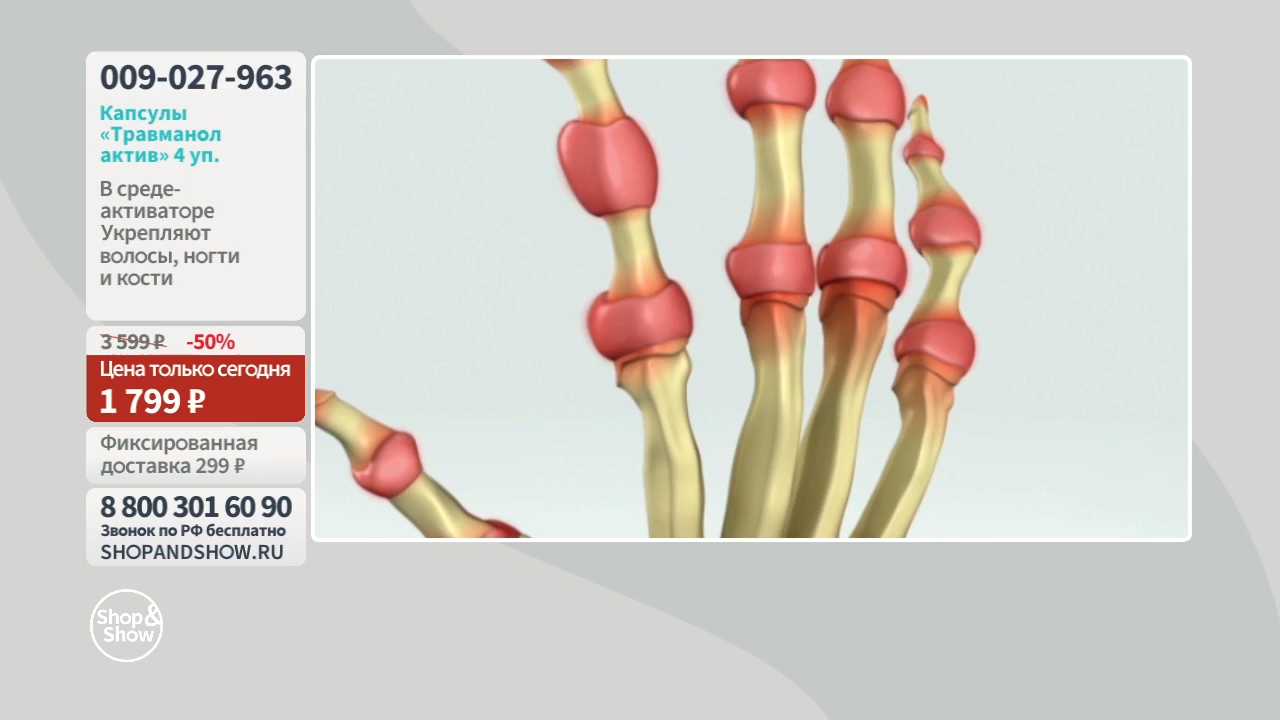 009-027-963
Капсулы
«Травманол
актив» 4 уп.
В среде-
активаторе
Укрепляют
волосы, ногти
и кости
3 599 ₽ -50%
Цена только сегодня
1 799 ₽
Фиксированная
доставка 299 ₽
8 800 301 60 90
Звонок по РФ бесплатно
SHOPANDSHOW.RU
Shop&
Show